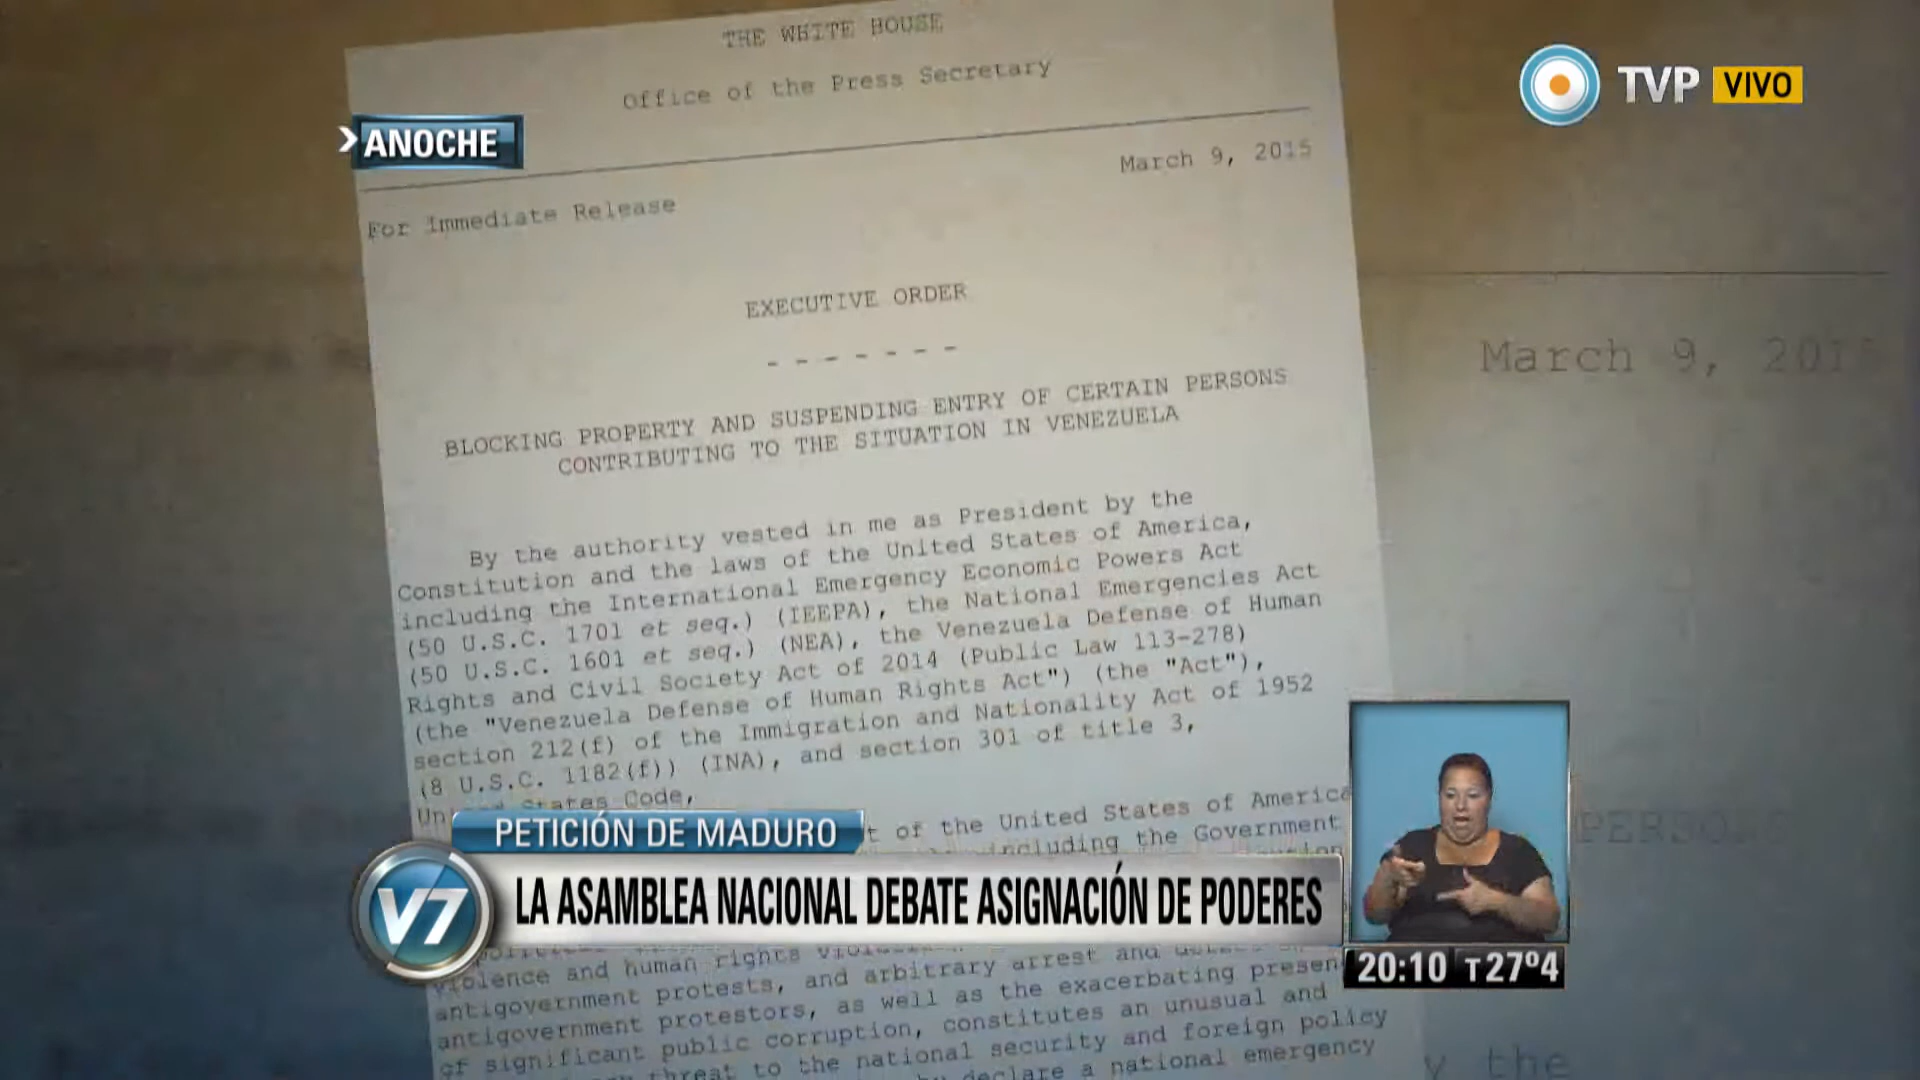 THE WHITE HOUSE
Office of the Press Secretary
TVP VIVO
ANOCHE
March 9, 2015
For Immediate Release
EXECUTIVE ORDER
- - - - - - -
March 9, 2015
BLOCKING PROPERTY AND SUSPENDING ENTRY OF CERTAIN PERSONS
CONTRIBUTING TO THE SITUATION IN VENEZUELA
By the authority vested in me as President by the
Constitution and the laws of the United States of America,
including the International Emergency Economic Powers Act
(50 U.S.C. 1701 et seq.) (IEEPA), the National Emergencies Act
(50 U.S.C. 1601 et seq.) (NEA), the Venezuela Defense of Human
Rights and Civil Society Act of 2014 (Public Law 113-278)
(the "Venezuela Defense of Human Rights Act") (the "Act"),
section 212(f) of the Immigration and Nationality Act of 1952
(8 U.S.C. 1182(f)) (INA), and section 301 of title 3,
States Code,
of the United States of America
including the Government
PERSONS
PETICIÓN DE MADURO
V7
LA ASAMBLEA NACIONAL DEBATE ASIGNACIÓN DE PODERES
20:10 T27º4
violence and human rights
antigovernment protests, and arbitrary arrest and
antigovernment protestors, as well as the exacerbating presen
of significant public corruption, constitutes an unusual and
threat to the national security and foreign policy
declare a national emergency
y the